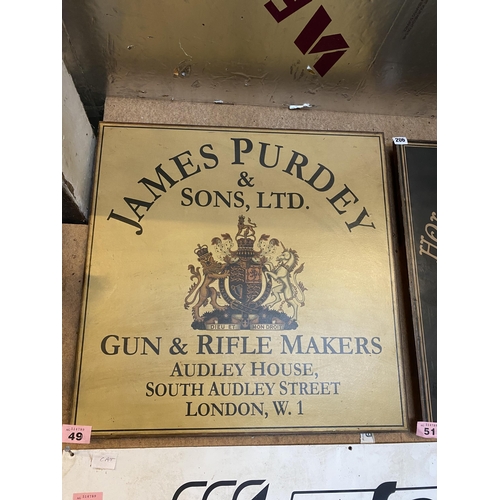 JAMES PURDEY
&
SONS, LTD.
DIEU ET MON DROIT
GUN & RIFLE MAKERS
AUDLEY HOUSE,
SOUTH AUDLEY STREET
LONDON, W. 1
49
51